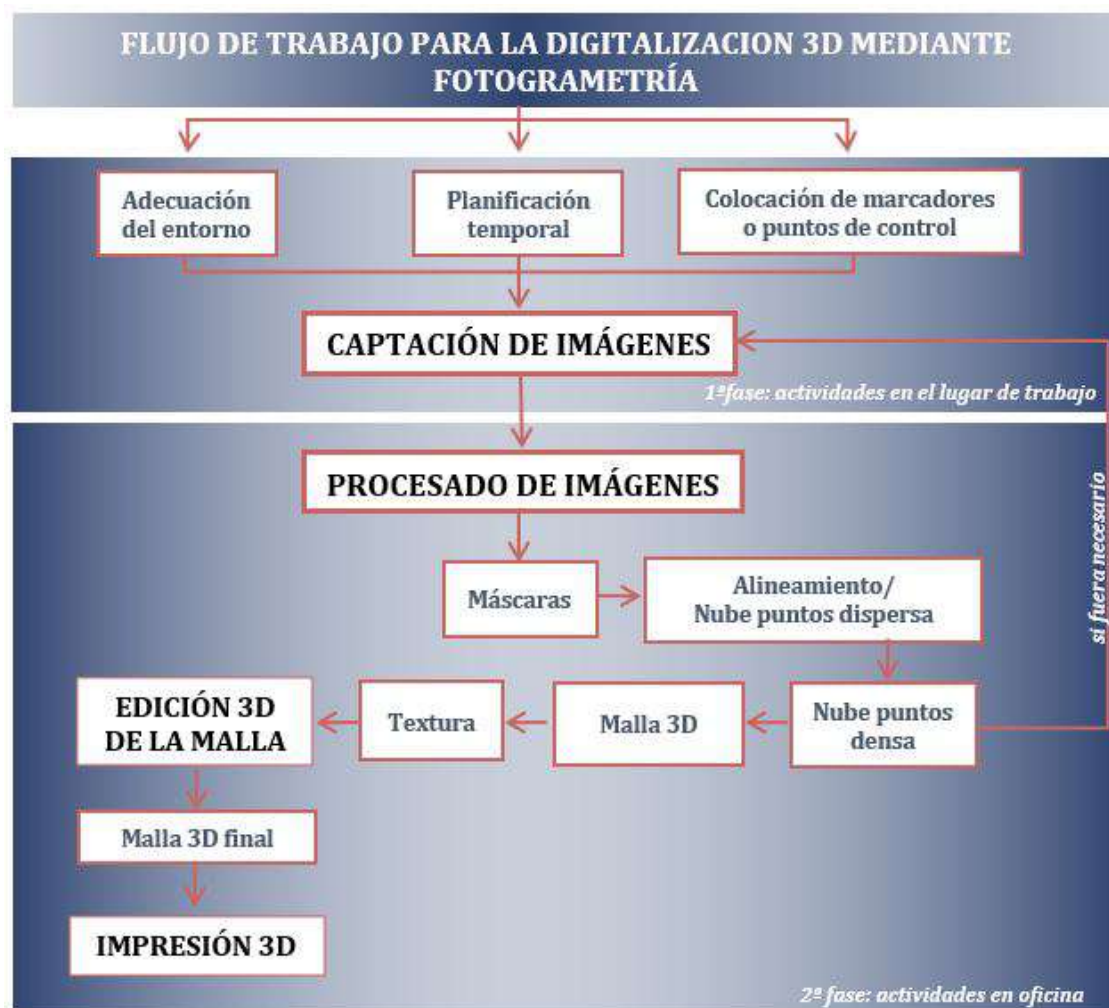 FLUJO DE TRABAJO PARA LA DIGITALIZACION 3D MEDIANTE
FOTOGRAMETRÍA
Adecuación
del entorno
Planificación
temporal
Colocación de marcadores
o puntos de control
CAPTACIÓN DE IMÁGENES
1ªfase: actividades en el lugar de trabajo
PROCESADO DE IMÁGENES
si fuera necesario
Máscaras
Alineamiento/
Nube puntos dispersa
Nube puntos
densa
Malla 3D
Textura
EDICIÓN 3D
DE LA MALLA
Malla 3D final
IMPRESIÓN 3D
2ª fase: actividades en oficina